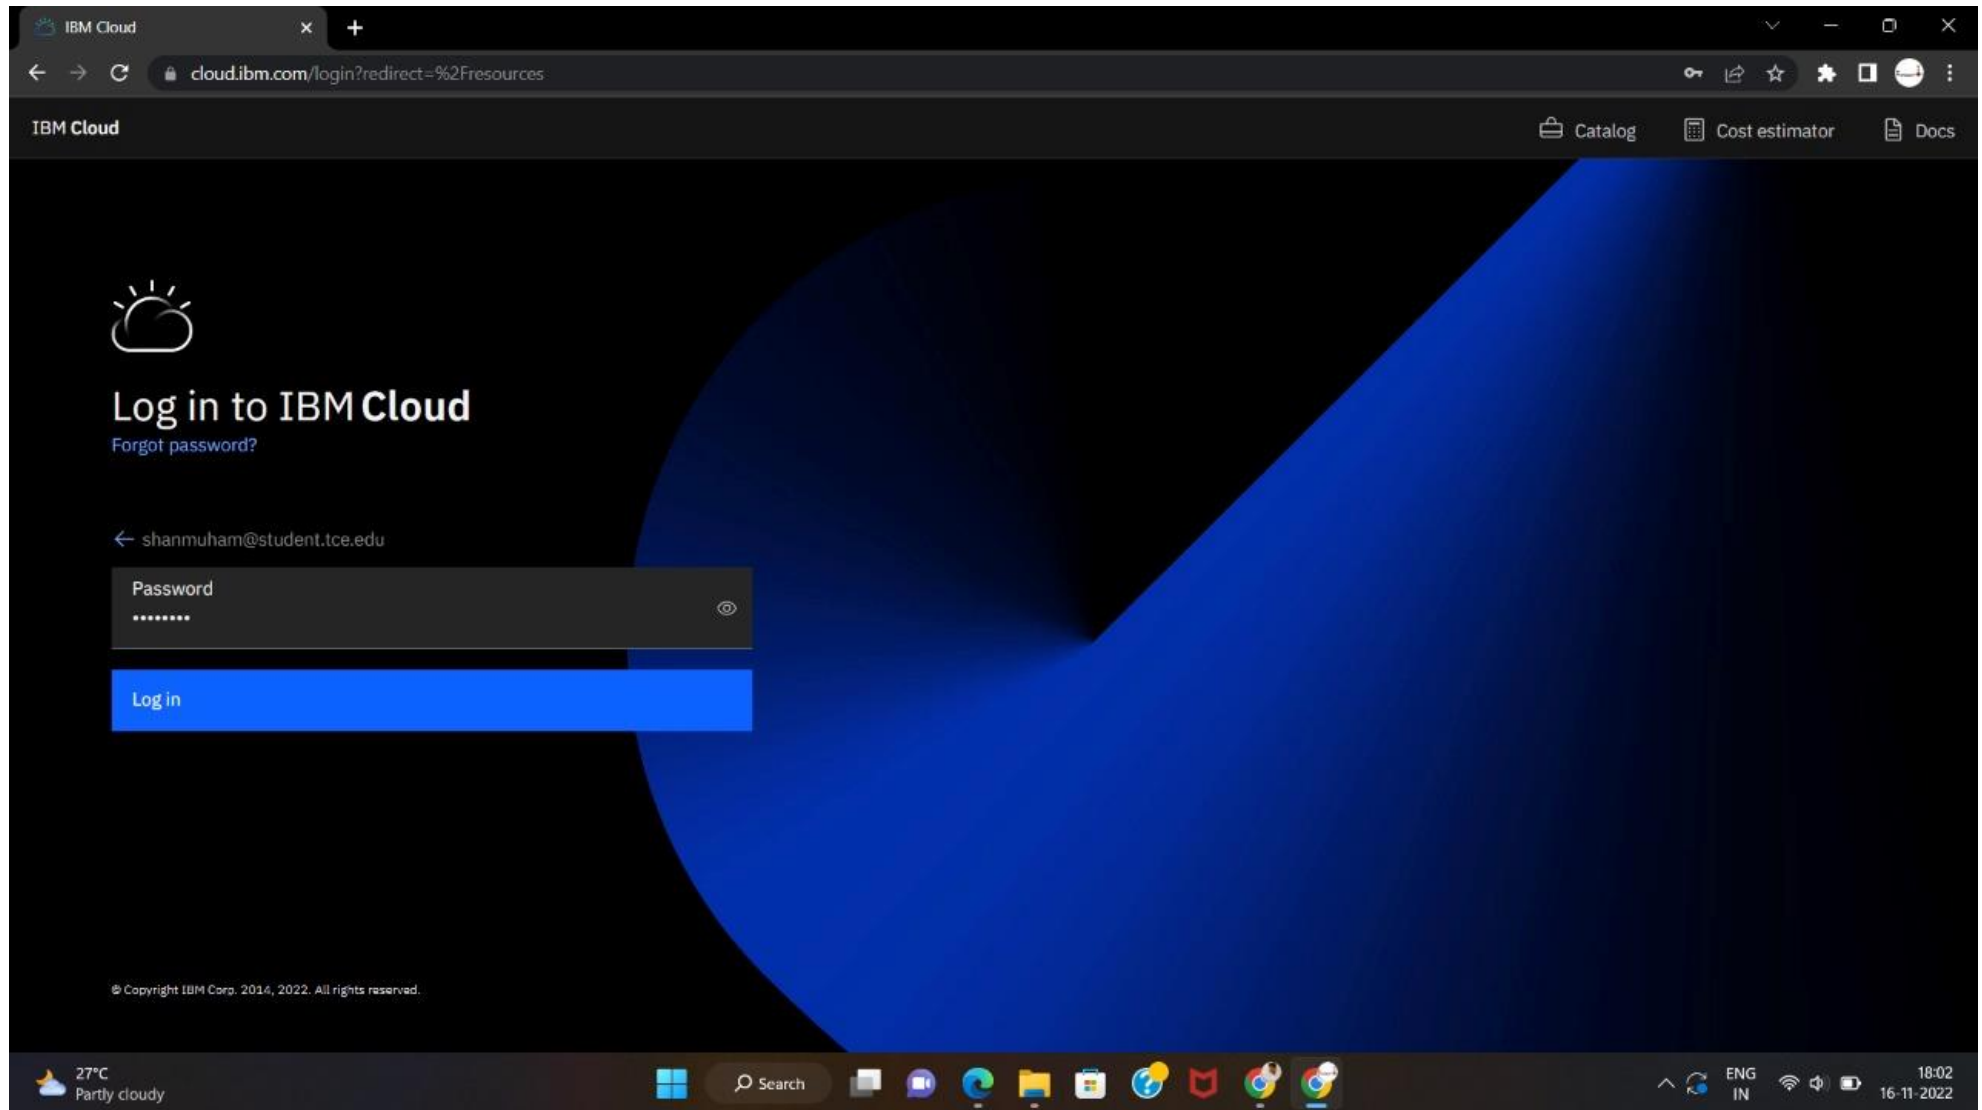 IBM Cloud
cloud.ibm.com/login?redirect=%2Fresources
IBM Cloud
Catalog
Cost estimator
Docs
Log in to IBM Cloud
Forgot password?
shanmuham@student.tce.edu
Password
••••••••
Log in
© Copyright IBM Corp. 2014, 2022. All rights reserved.
27°C
Partly cloudy
Search
ENG
IN
18:02
16-11-2022